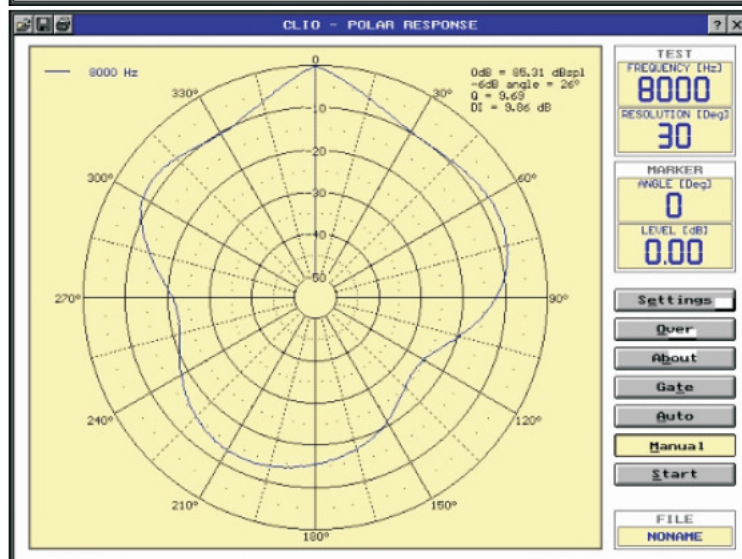 CLIO - POLAR RESPONSE
? X
8000 Hz
0dB = 85.31 dBspl
-6dB angle = 26°
Q = 9.69
DI = 9.86 dB
0
330°
30°
-10
-20
300°
60°
-30
-40
-50
270°
90°
240°
120°
210°
150°
180°
TEST
FREQUENCY [Hz]
8000
RESOLUTION [Deg]
30
MARKER
ANGLE [Deg]
0
LEVEL [dB]
0.00
Settings
Over
About
Gate
Auto
Manual
Start
FILE
NONAME